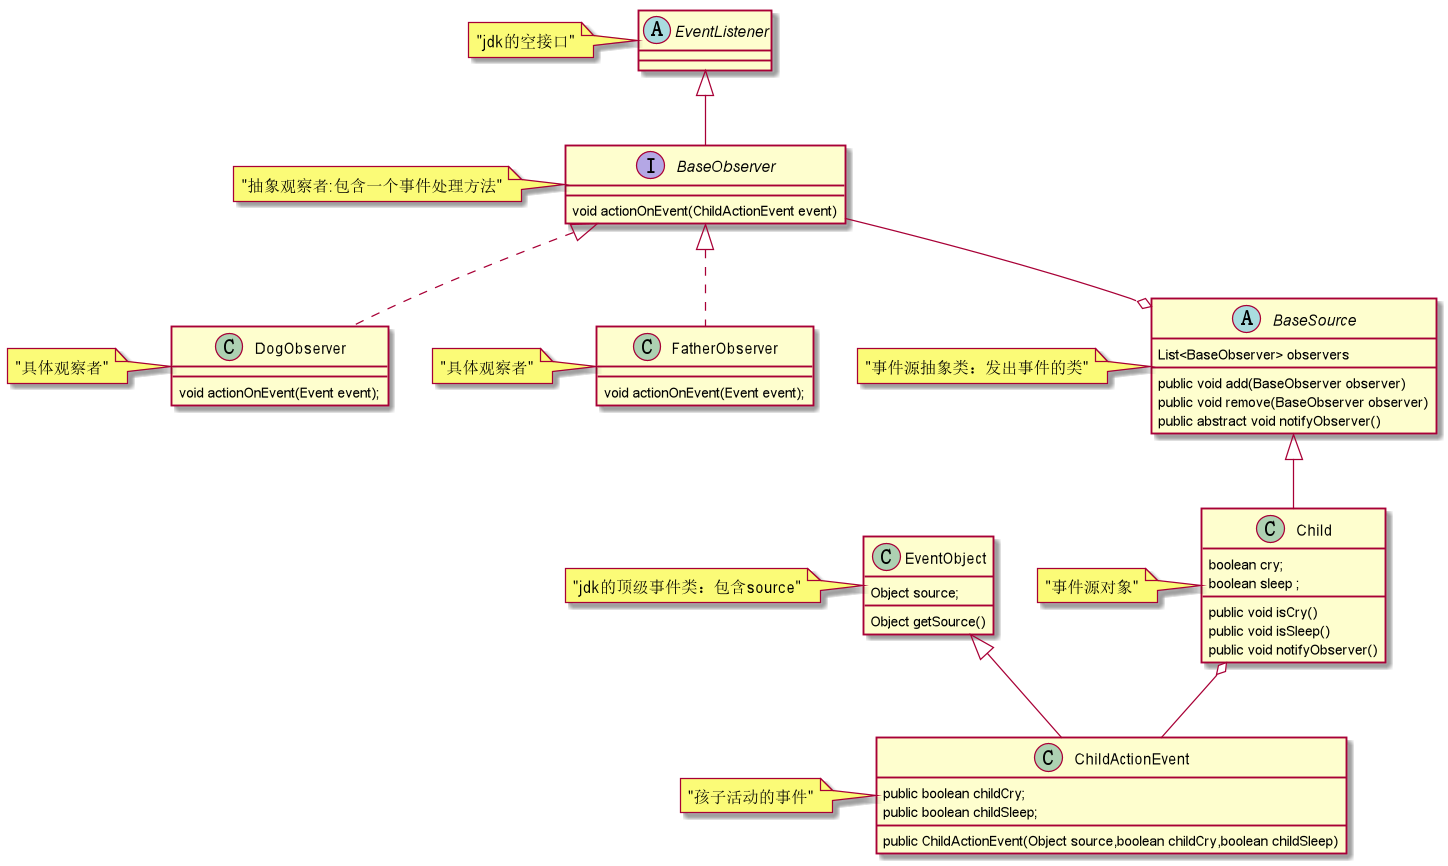 "jdk的空接口"
A EventListener
I BaseObserver
"抽象观察者:包含一个事件处理方法"
void actionOnEvent(ChildActionEvent event)
C DogObserver
"具体观察者"
void actionOnEvent(Event event);
C FatherObserver
"具体观察者"
void actionOnEvent(Event event);
A BaseSource
List<BaseObserver> observers
"事件源抽象类：发出事件的类"
public void add(BaseObserver observer)
public void remove(BaseObserver observer)
public abstract void notifyObserver()
C Child
boolean cry;
boolean sleep ;
"事件源对象"
public void isCry()
public void isSleep()
public void notifyObserver()
C EventObject
"jdk的顶级事件类：包含source"
Object source;
Object getSource()
C ChildActionEvent
"孩子活动的事件"
public boolean childCry;
public boolean childSleep;
public ChildActionEvent(Object source,boolean childCry,boolean childSleep)